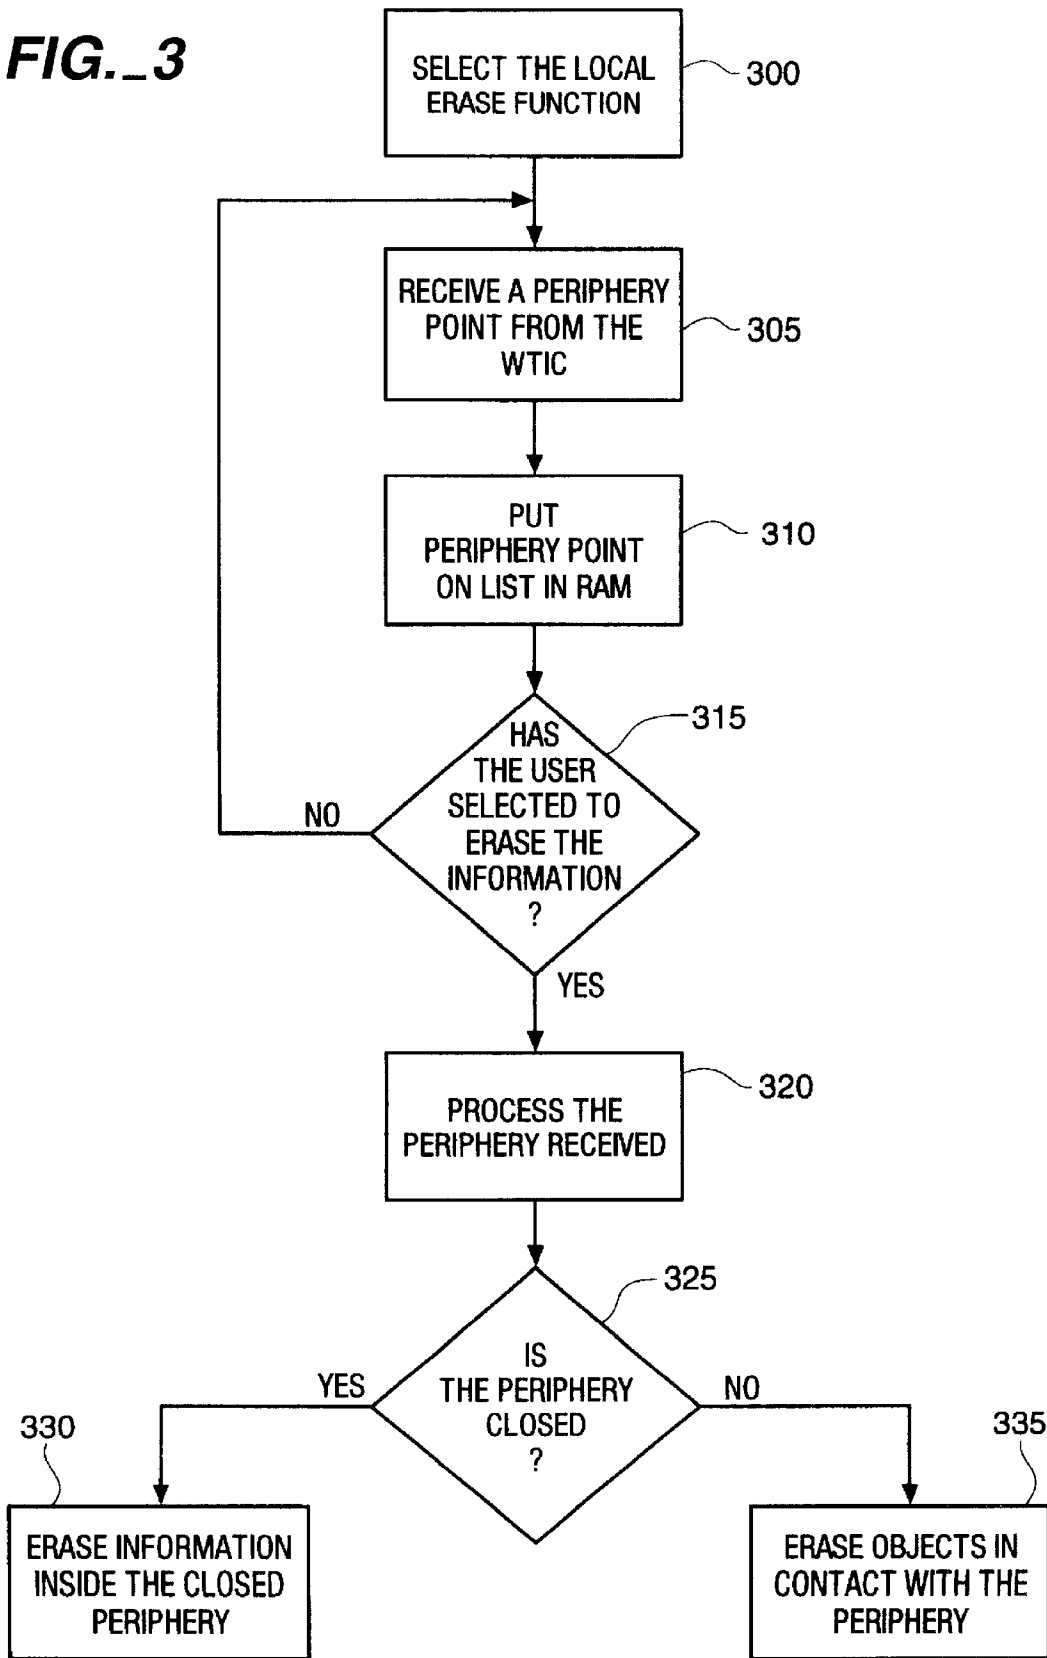 FIG._3
SELECT THE LOCAL
ERASE FUNCTION
300
RECEIVE A PERIPHERY
POINT FROM THE
WTIC
305
PUT
PERIPHERY POINT
ON LIST IN RAM
310
HAS
THE USER
SELECTED TO
ERASE THE
INFORMATION
?
315
NO
YES
PROCESS THE
PERIPHERY RECEIVED
320
IS
THE PERIPHERY
CLOSED
?
325
YES
NO
330
ERASE INFORMATION
INSIDE THE CLOSED
PERIPHERY
335
ERASE OBJECTS IN
CONTACT WITH THE
PERIPHERY